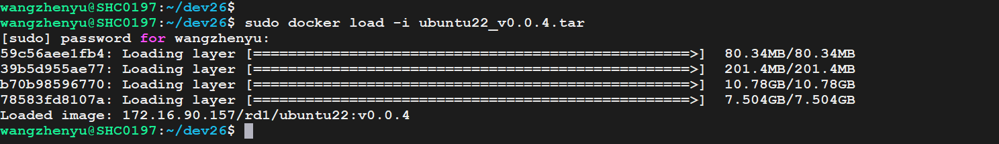 wangzhenyu@SHC0197:~/dev26$
wangzhenyu@SHC0197:~/dev26$ sudo docker load -i ubuntu22_v0.0.4.tar
[sudo] password for wangzhenyu:
59c56aee1fb4: Loading layer [==================================================>]  80.34MB/80.34MB
39b5d955ae77: Loading layer [==================================================>]  201.4MB/201.4MB
b70b98596770: Loading layer [==================================================>]  10.78GB/10.78GB
78583fd8107a: Loading layer [==================================================>]  7.504GB/7.504GB
Loaded image: 172.16.90.157/rd1/ubuntu22:v0.0.4
wangzhenyu@SHC0197:~/dev26$